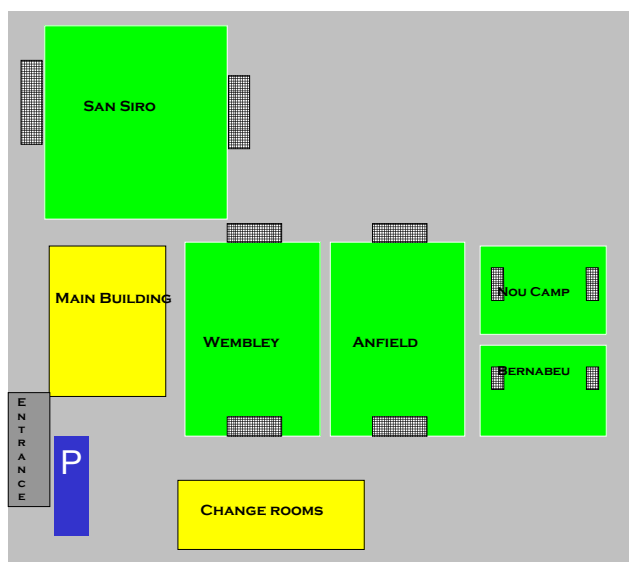 San Siro
Main Building
Nou Camp
Wembley
Anfield
Bernabeu
ENTRANCE
P
Change rooms